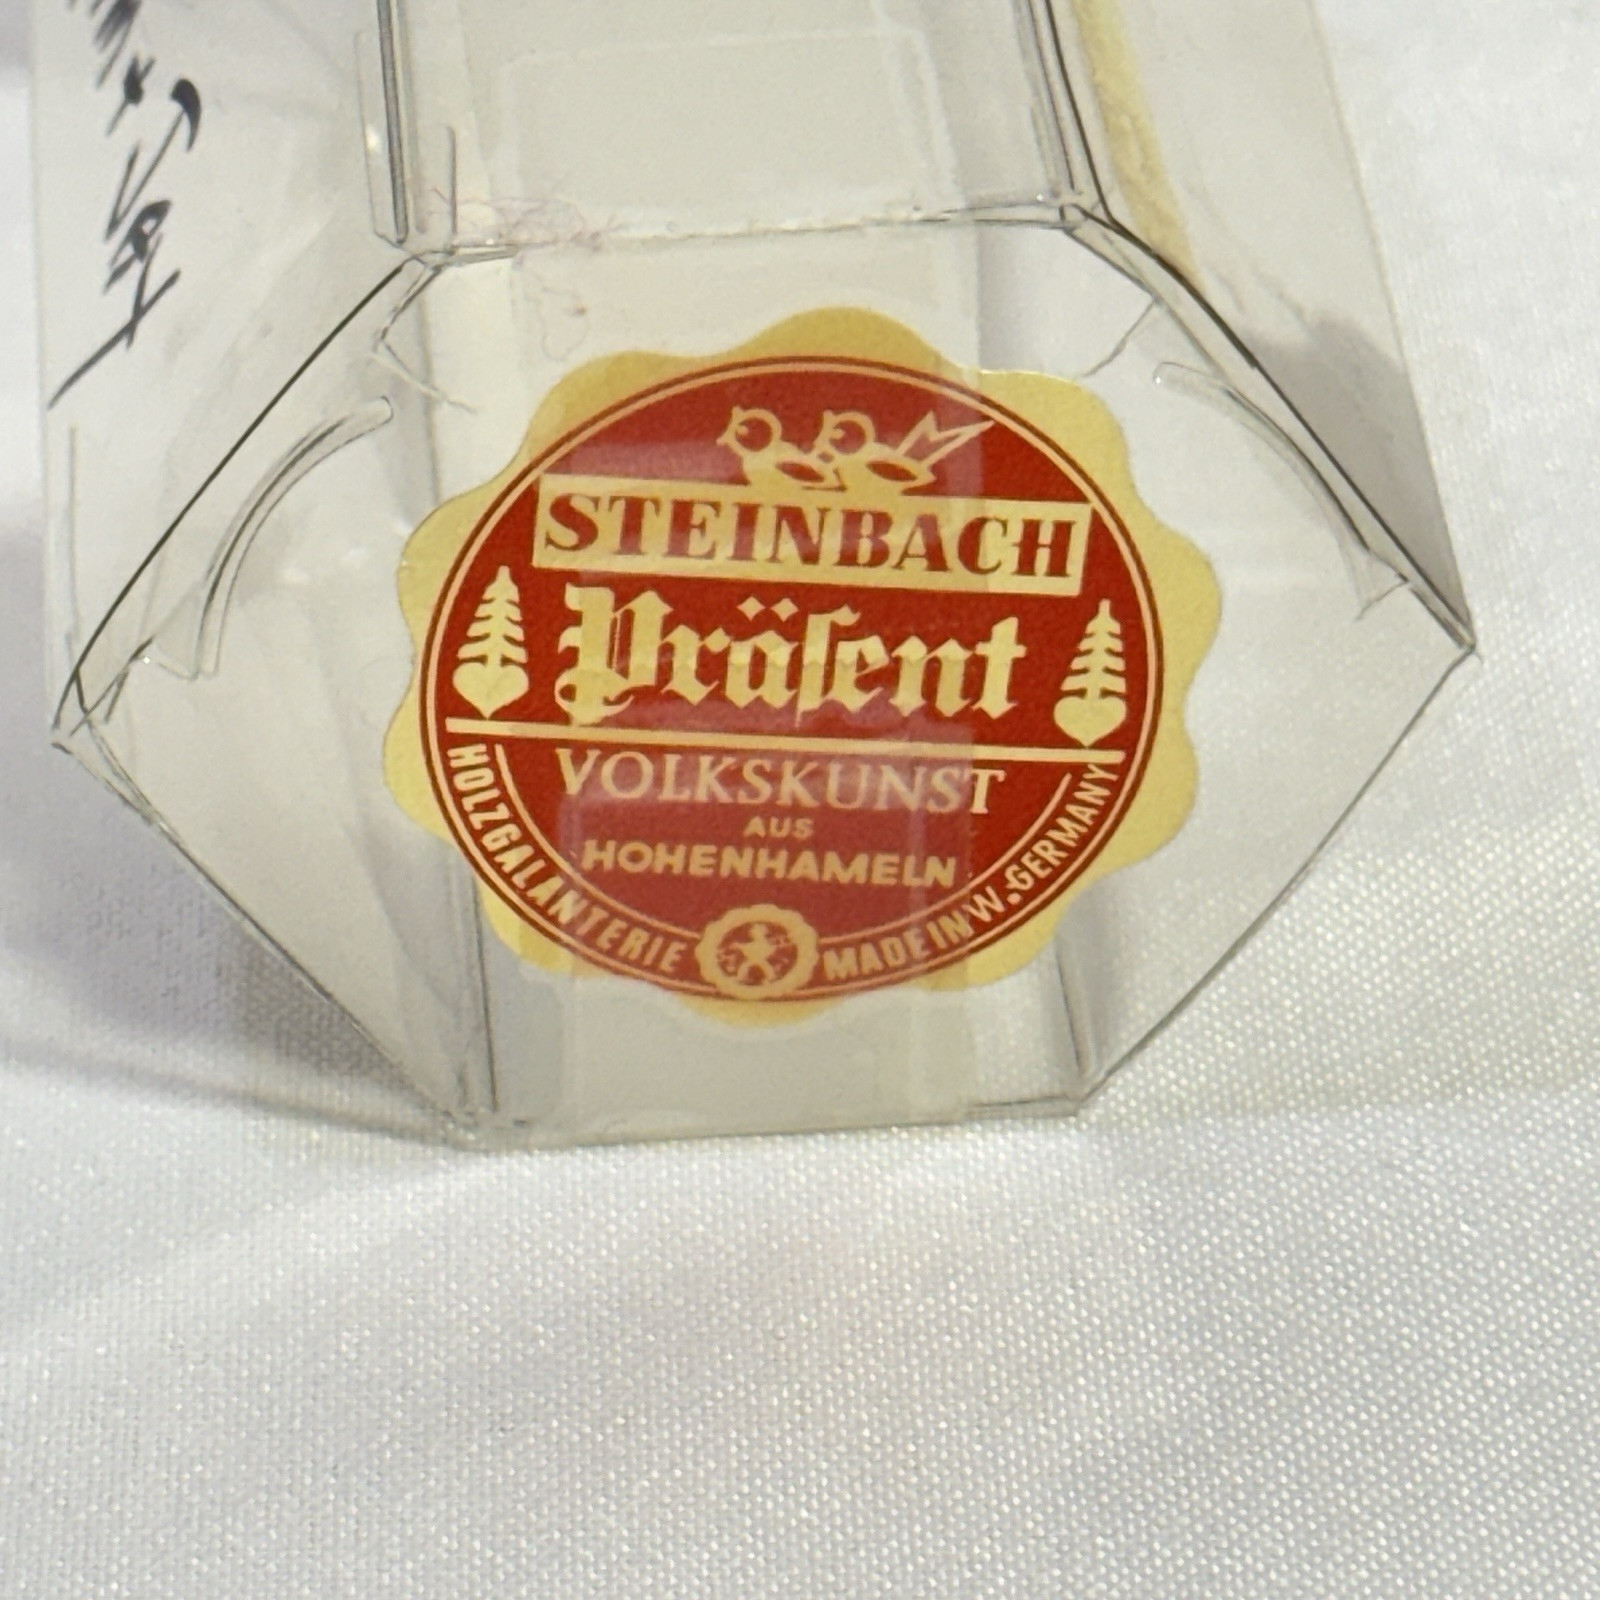 STEINBACH
Präſent
VOLKSKUNST
AUS
HOHENHAMELN
HOLZGALANTERIE MADE IN W. GERMANY